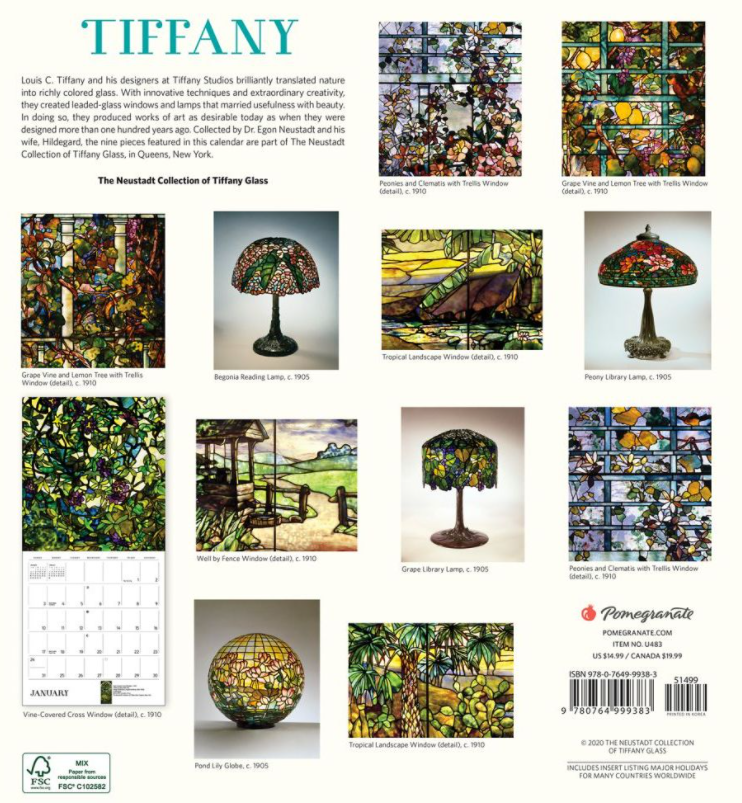 TIFFANY
Louis C. Tiffany and his designers at Tiffany Studios brilliantly translated nature
into richly colored glass. With innovative techniques and extraordinary creativity,
they created leaded-glass windows and lamps that married usefulness with beauty.
In doing so, they produced works of art as desirable today as when they were
designed more than one hundred years ago. Collected by Dr. Egon Neustadt and his
wife, Hildegard, the nine pieces featured in this calendar are part of The Neustadt
Collection of Tiffany Glass, in Queens, New York.
The Neustadt Collection of Tiffany Glass
Peonies and Clematis with Trellis Window
(detail), c. 1910
Grape Vine and Lemon Tree with Trellis Window
(detail), c. 1910
Grape Vine and Lemon Tree with Trellis
Window (detail), c. 1910
Begonia Reading Lamp, c. 1905
Tropical Landscape Window (detail), c. 1910
Peony Library Lamp, c. 1905
JANUARY
Vine-Covered Cross Window (detail), c. 1910
Well by Fence Window (detail), c. 1910
Grape Library Lamp, c. 1905
Peonies and Clematis with Trellis Window
(detail), c. 1910
Pond Lily Globe, c. 1905
Tropical Landscape Window (detail), c. 1910
Pomegranate
POMEGRANATE.COM
ITEM NO. U483
US $14.99 / CANADA $19.99
ISBN 978-0-7649-9938-3
51499
9 780764 999383
PRINTED IN KOREA
© 2020 THE NEUSTADT COLLECTION
OF TIFFANY GLASS
INCLUDES INSERT LISTING MAJOR HOLIDAYS
FOR MANY COUNTRIES WORLDWIDE
FSC
www.fsc.org
MIX
Paper from
responsible sources
FSC® C102582